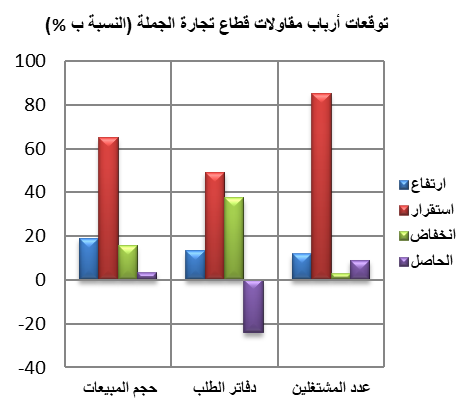 توقعات أرباب مقاولات قطاع تجارة الجملة (النسبة ب %)
100
80
60
40
20
0
-20
-40
حجم المبيعات
دفاتر الطلب
عدد المشتغلين
ارتفاع
استقرار
انخفاض
الحاصل